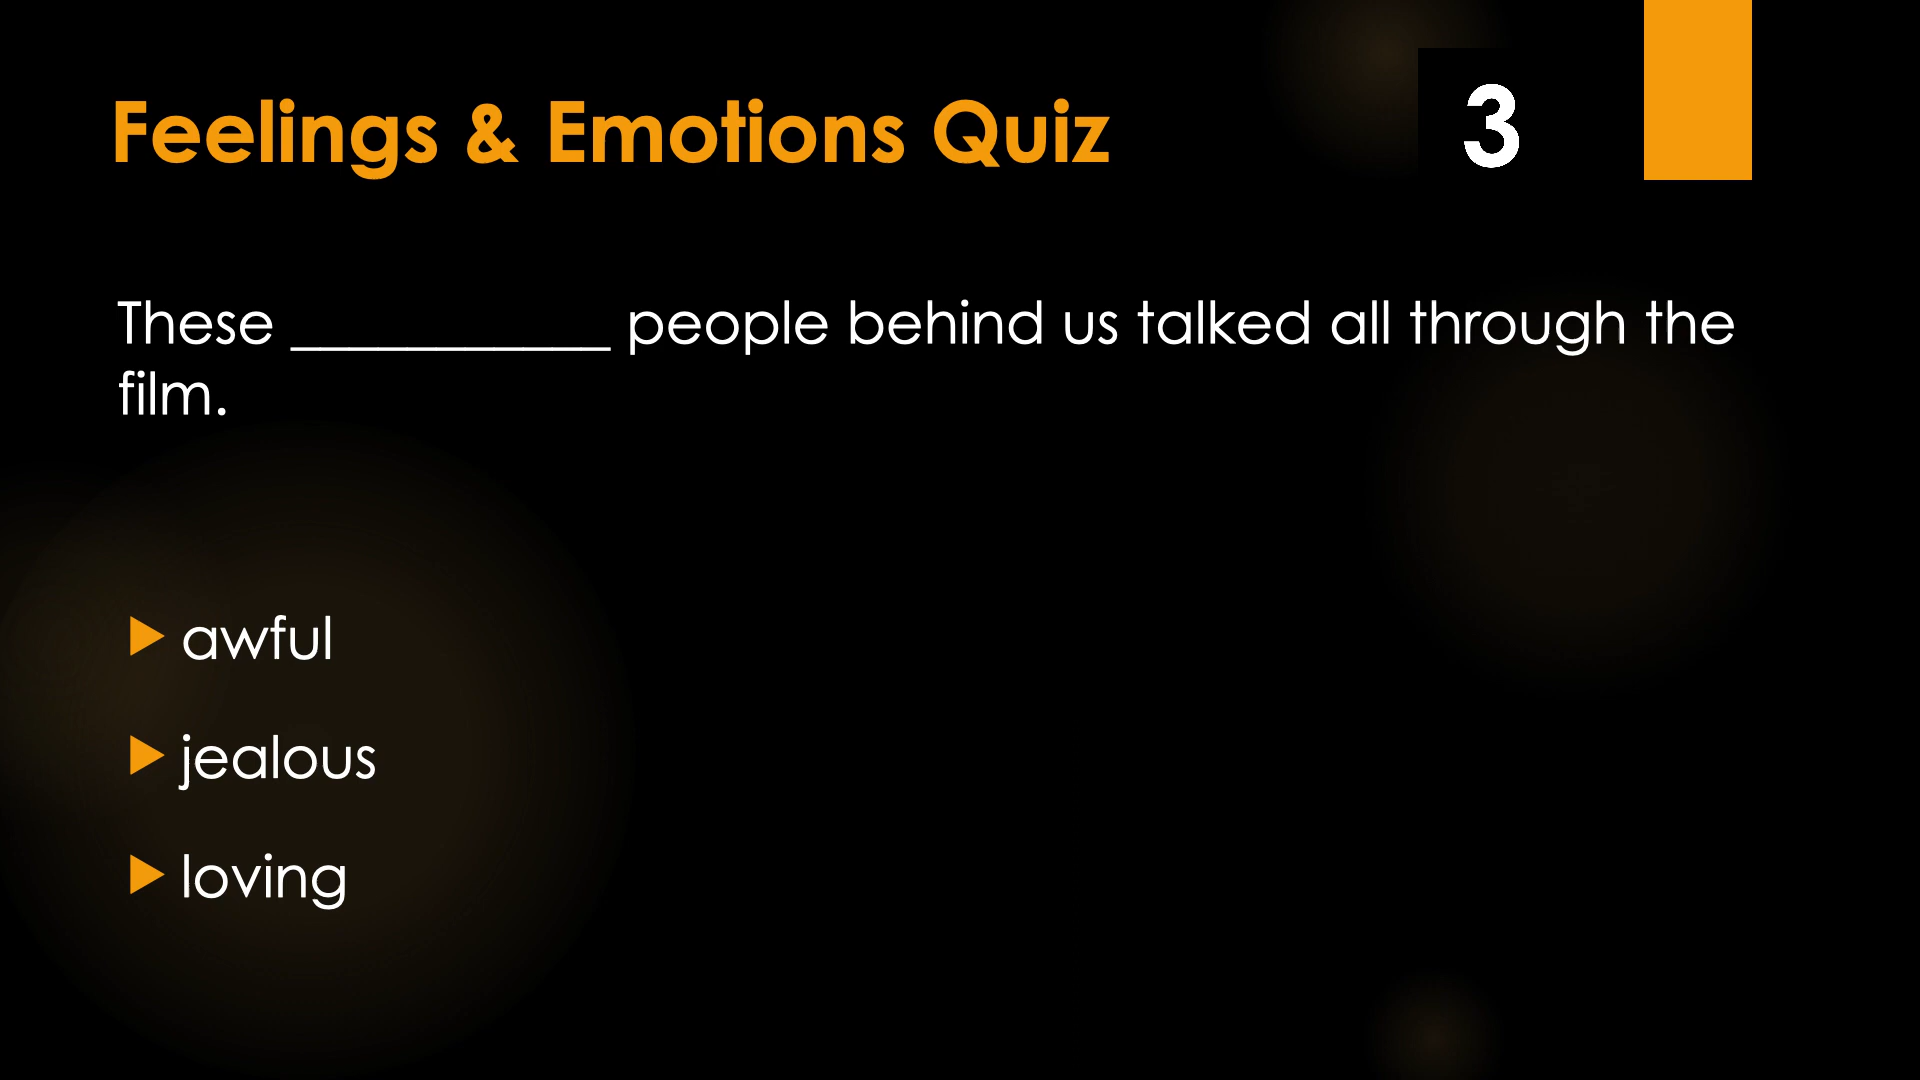 Feelings & Emotions Quiz
3
These ___________ people behind us talked all through the
film.
awful
jealous
loving